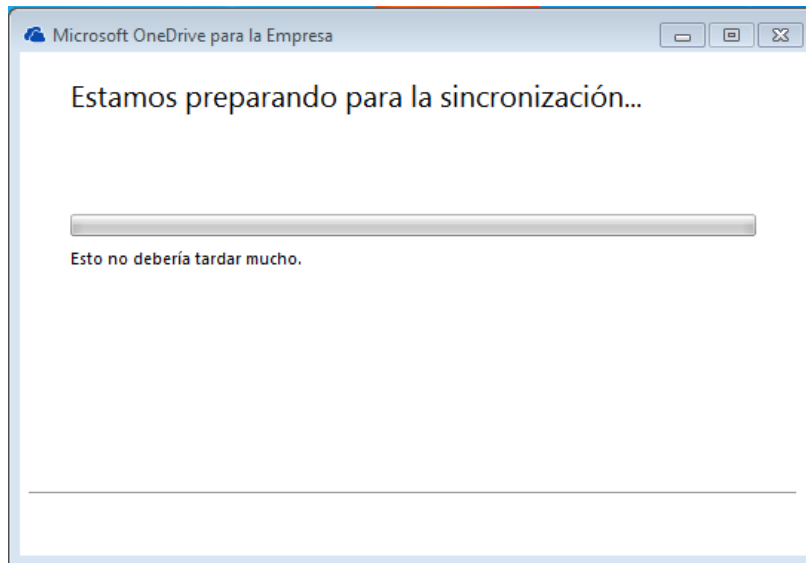 Microsoft OneDrive para la Empresa
Estamos preparando para la sincronización...
Esto no debería tardar mucho.